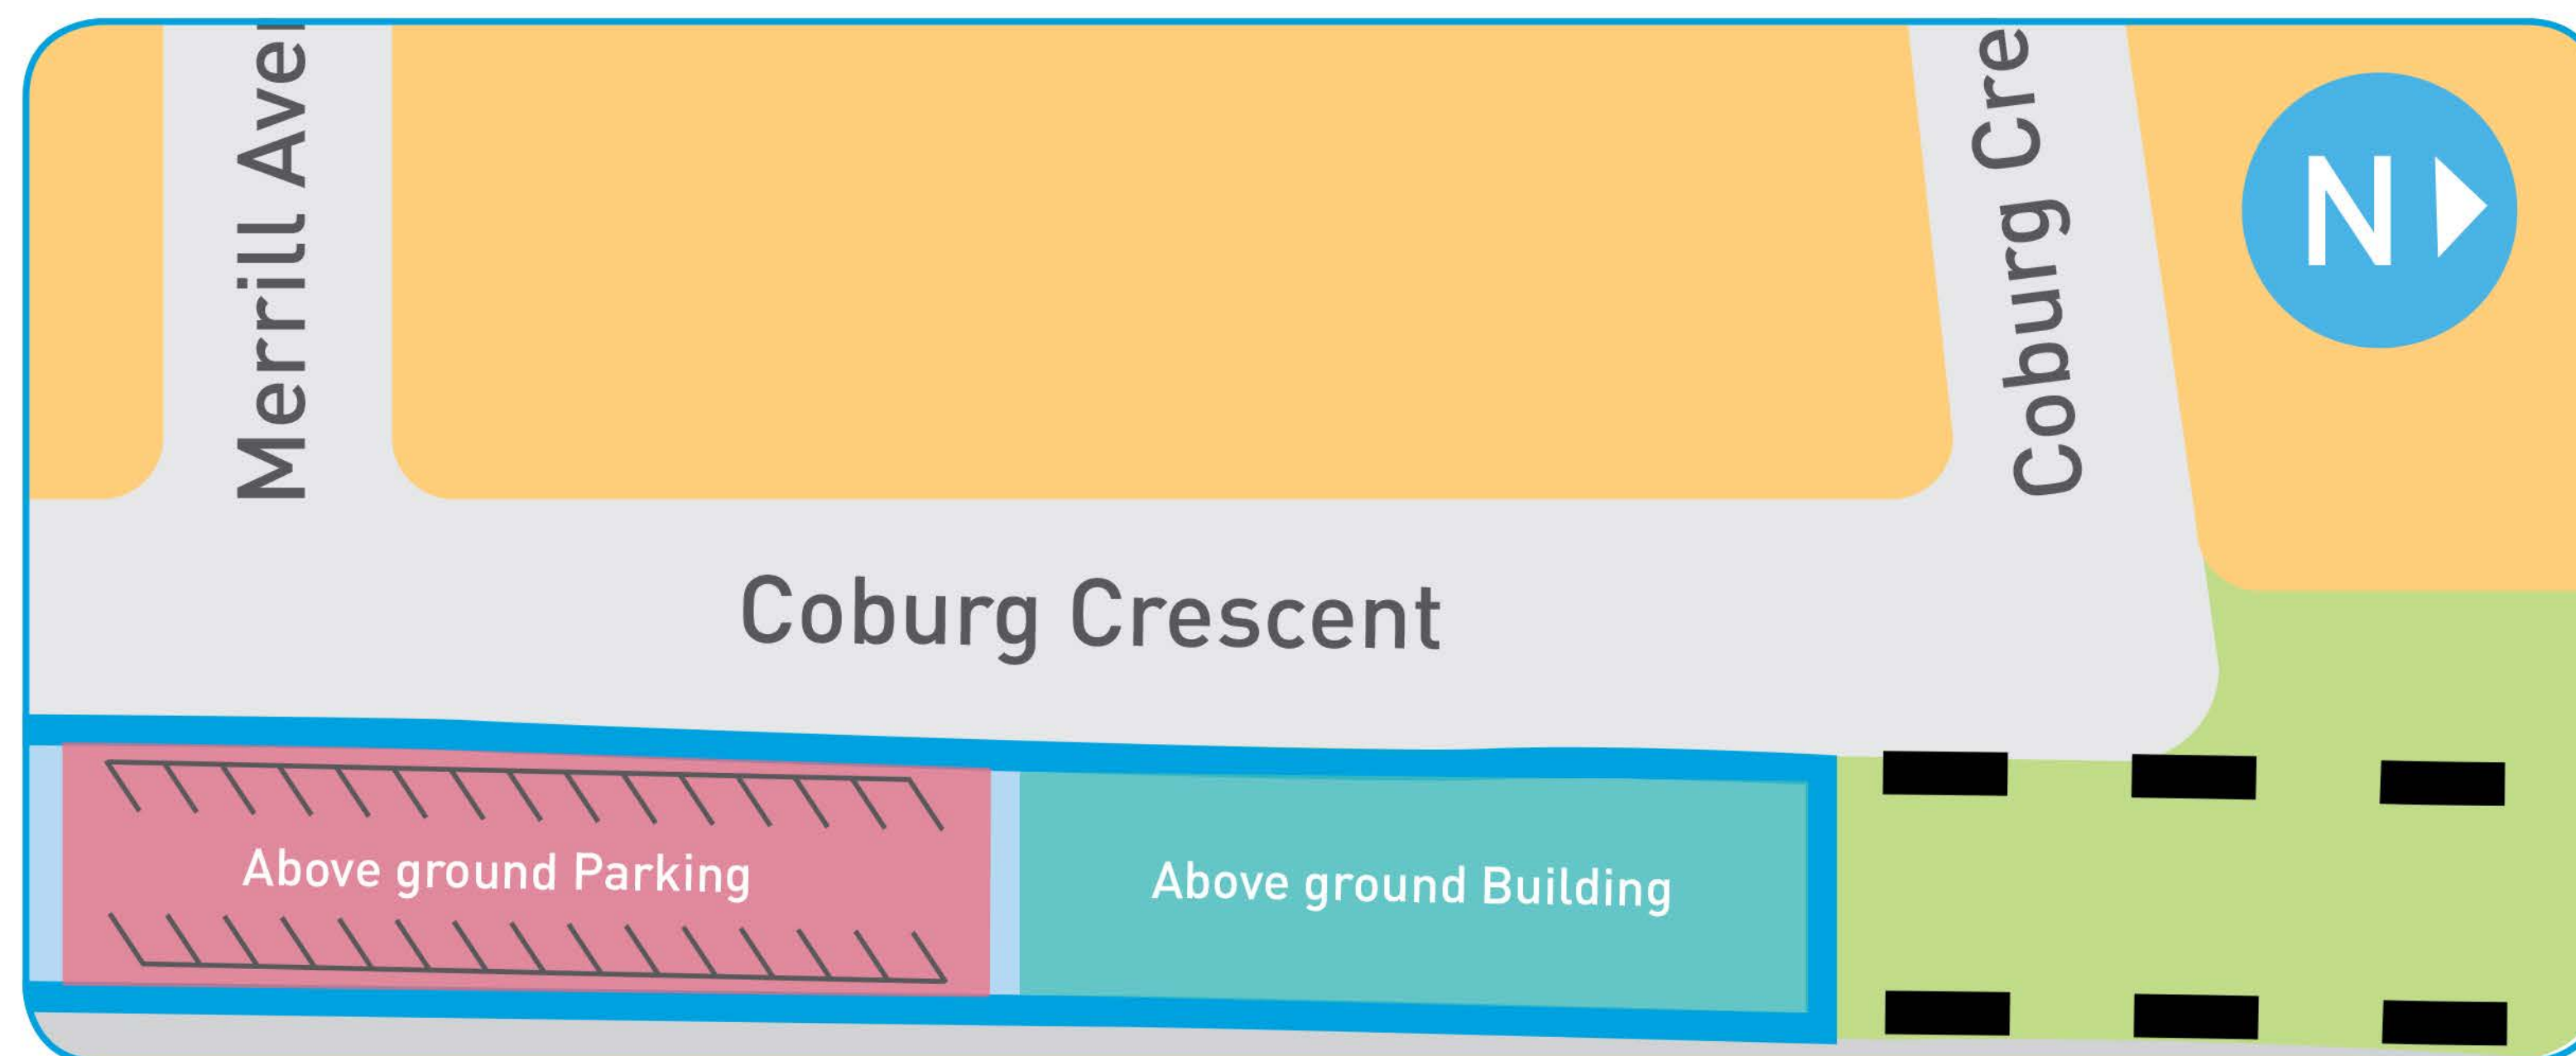 Merrill Ave
Coburg Cre
N
Coburg Crescent
Above ground Parking
Above ground Building